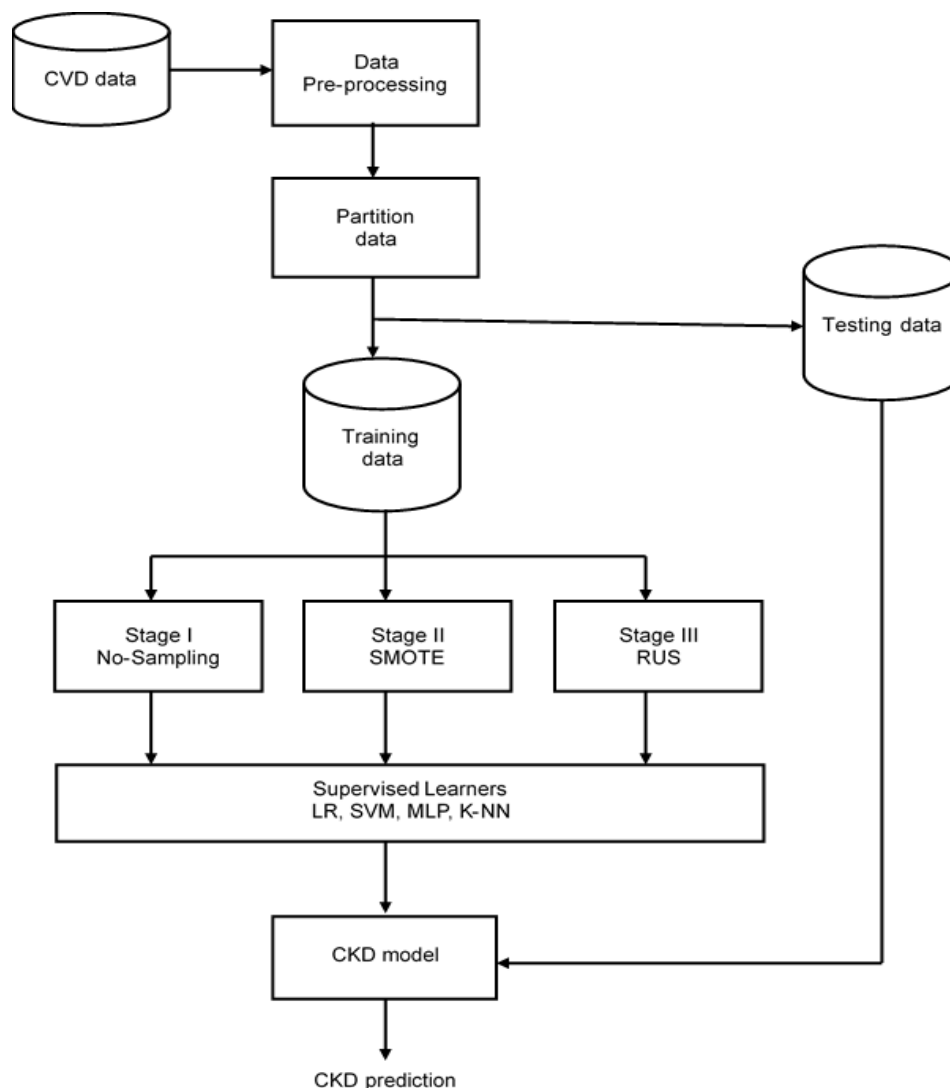 CVD data
Data
Pre-processing
Partition
data
Testing data
Training
data
Stage I
No-Sampling
Stage II
SMOTE
Stage III
RUS
Supervised Learners
LR, SVM, MLP, K-NN
CKD model
CKD prediction